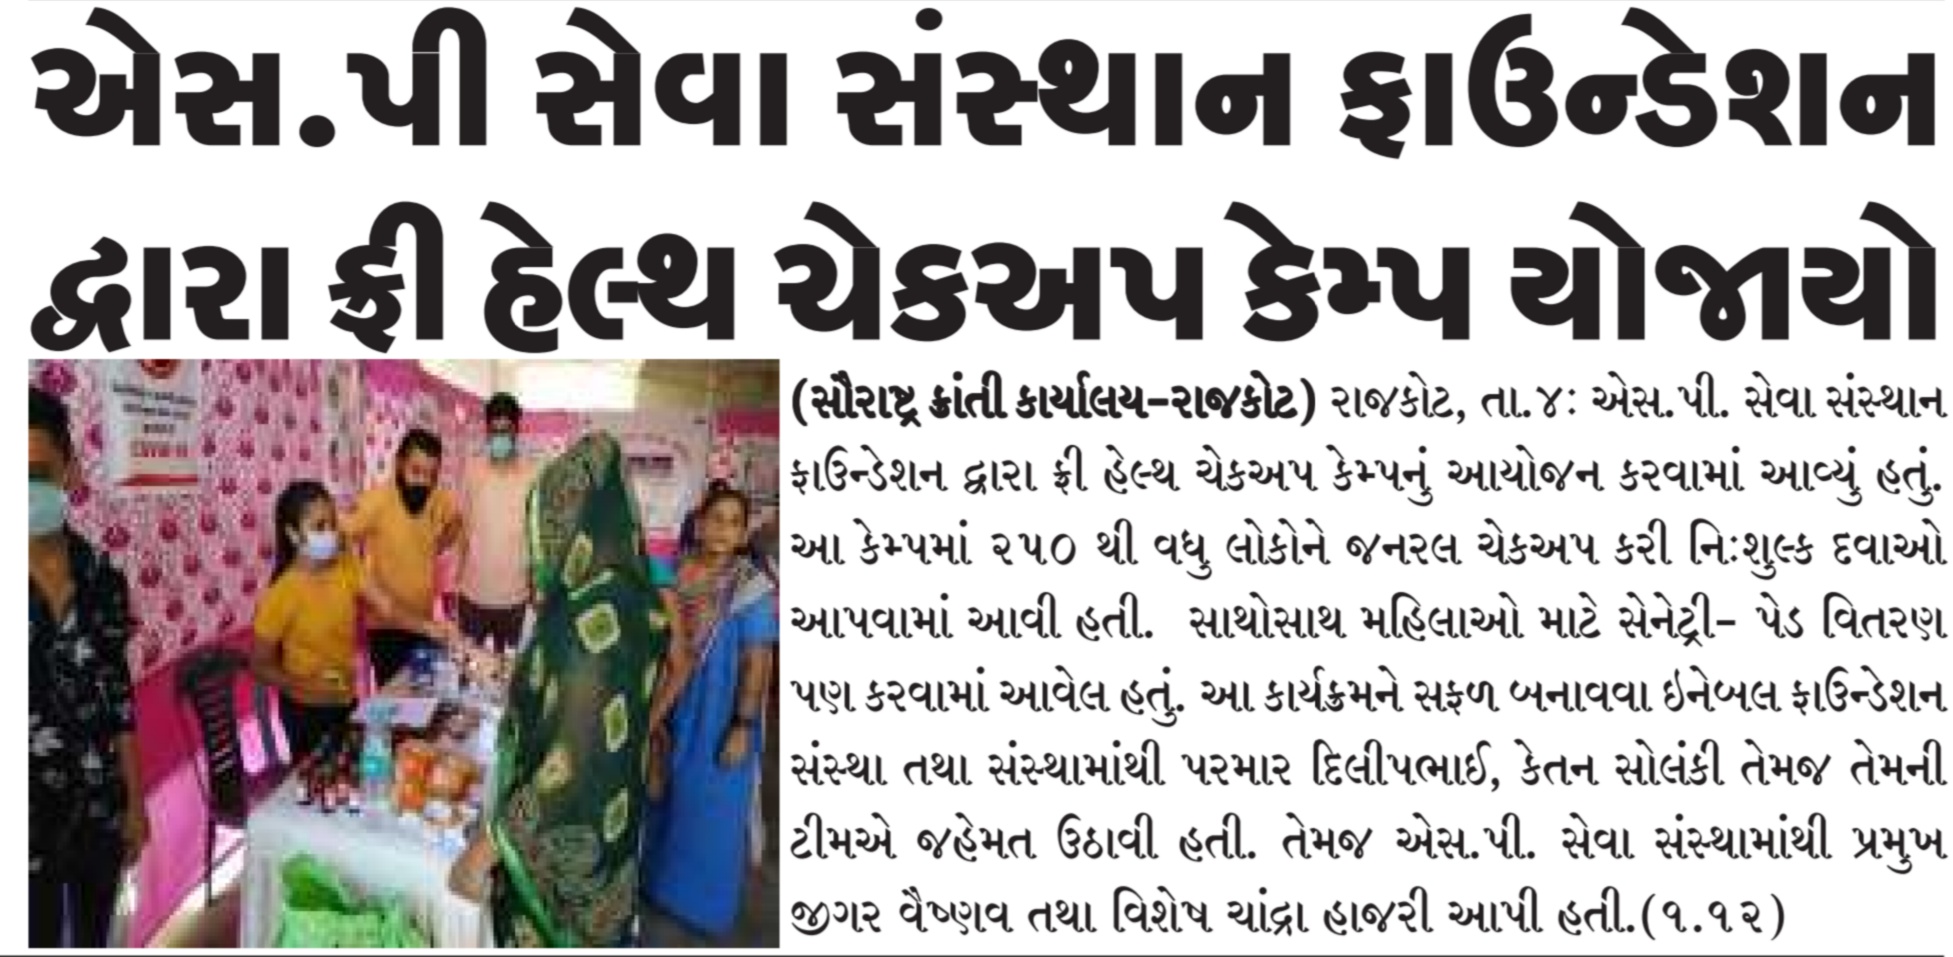 એસ.પી સેવા સંસ્થાન ફાઉન્ડેશન
દ્વારા ફ્રી હેલ્થ ચેકઅપ કેમ્પ યોજાયો
(સૌરાષ્ટ્ર ક્રાંતી કાર્યાલય-રાજકોટ) રાજકોટ, તા.૪ઃ એસ.પી. સેવા સંસ્થાન
ફાઉન્ડેશન દ્વારા ફ્રી હેલ્થ ચેકઅપ કેમ્પનું આયોજન કરવામાં આવ્યું હતું.
આ કેમ્પમાં ૨૫૦ થી વધુ લોકોને જનરલ ચેકઅપ કરી નિઃશુલ્ક દવાઓ
આપવામાં આવી હતી. સાથોસાથ મહિલાઓ માટે સેનેટ્રી- પેડ વિતરણ
પણ કરવામાં આવેલ હતું. આ કાર્યક્રમને સફળ બનાવવા ઇનેબલ ફાઉન્ડેશન
સંસ્થા તથા સંસ્થામાંથી પરમાર દિલીપભાઈ, કેતન સોલંકી તેમજ તેમની
ટીમએ જહેમત ઉઠાવી હતી. તેમજ એસ.પી. સેવા સંસ્થામાંથી પ્રમુખ
જીગર વૈષ્ણવ તથા વિશેષ ચાંદ્રા હાજરી આપી હતી.(૧.૧૨)